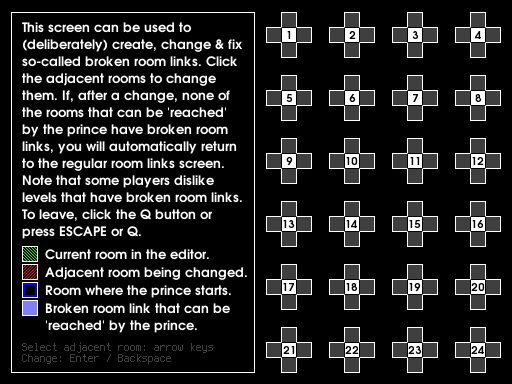 This screen can be used to
(deliberately) create, change & fix
so-called broken room links. Click
the adjacent rooms to change
them. If, after a change, none of
the rooms that can be 'reached'
by the prince have broken room
links, you will automatically return
to the regular room links screen.
Note that some players dislike
levels that have broken room links.
To leave, click the Q button or
press ESCAPE or Q.
Current room in the editor.
Adjacent room being changed.
Room where the prince starts.
Broken room link that can be
'reached' by the prince.
Select adjacent room: arrow keys
Change: Enter / Backspace
1 2 3 4
5 6 7 8
9 10 11 12
13 14 15 16
17 18 19 20
21 22 23 24